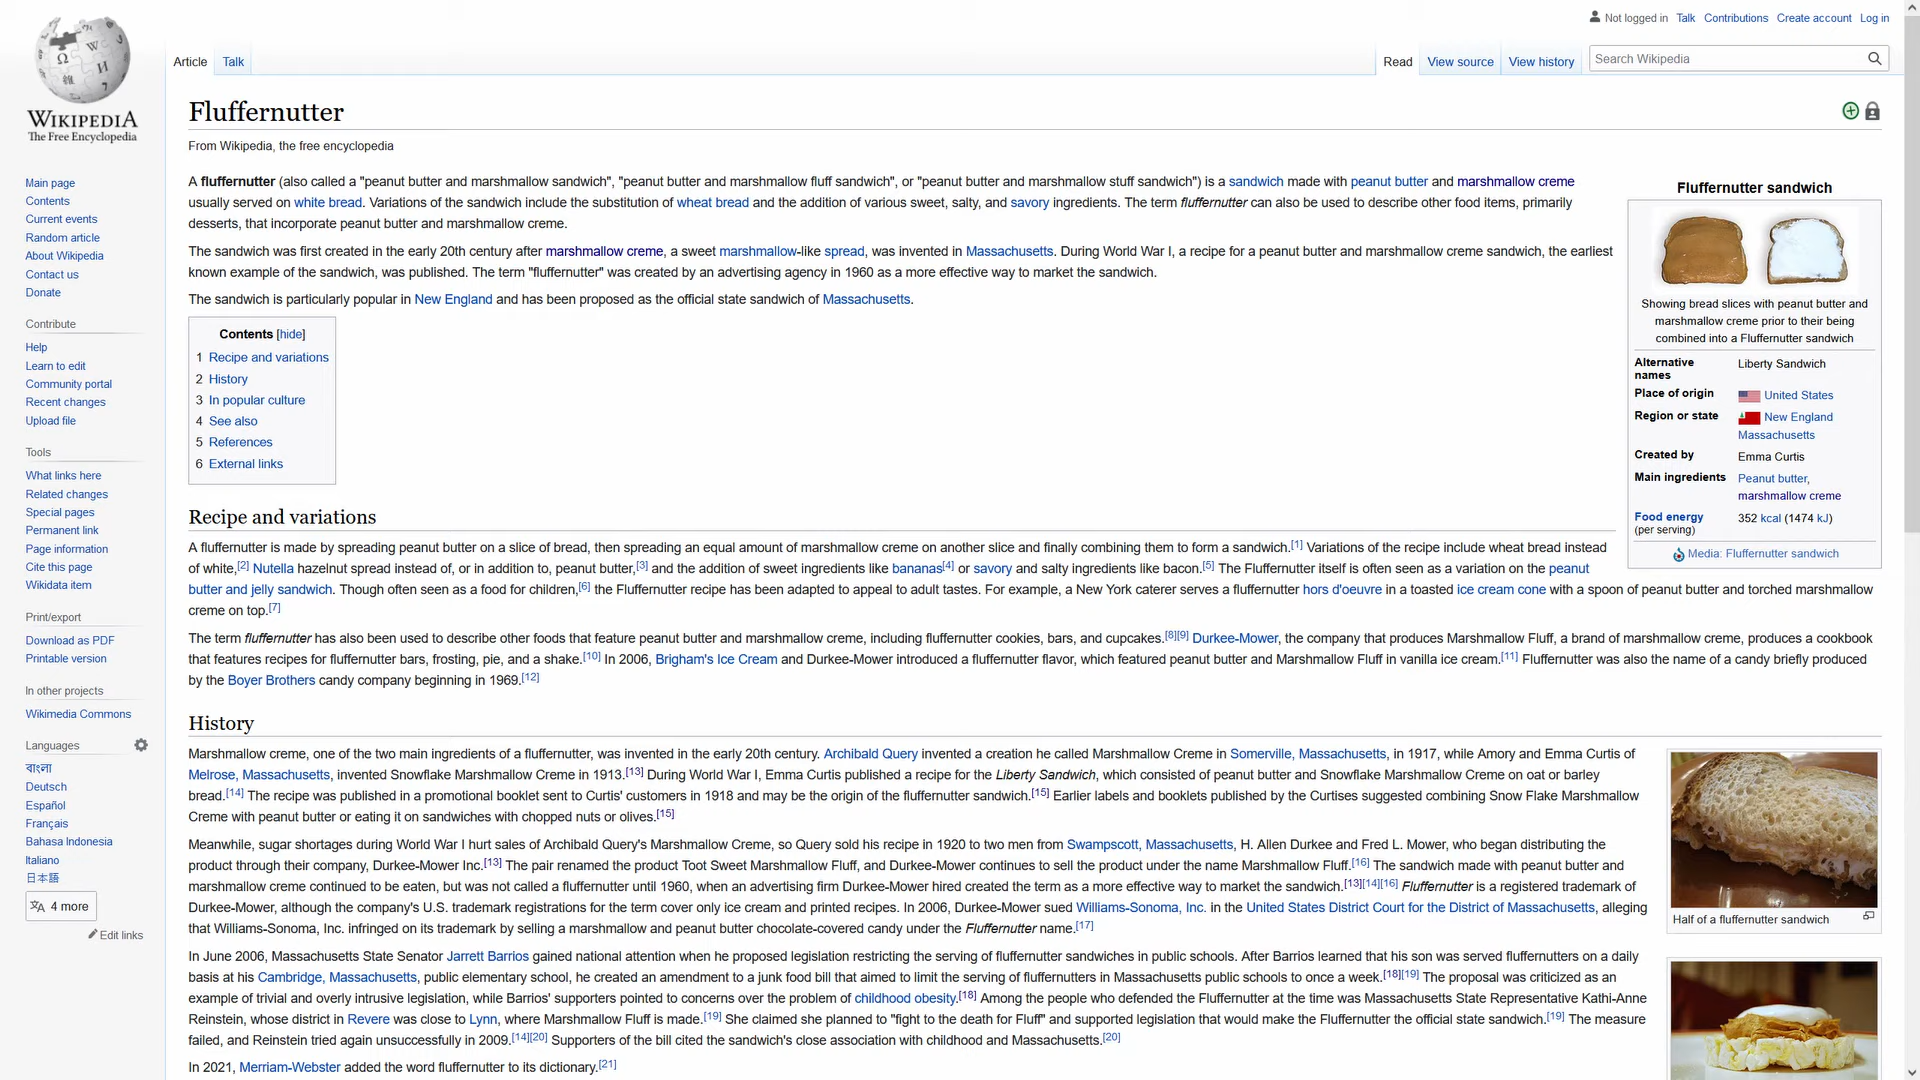 Not logged in Talk Contributions Create account Log in
Article Talk Read View source View history Search Wikipedia
WIKIPEDIA
The Free Encyclopedia
Main page
Contents
Current events
Random article
About Wikipedia
Contact us
Donate
Contribute
Help
Learn to edit
Community portal
Recent changes
Upload file
Tools
What links here
Related changes
Special pages
Permanent link
Page information
Cite this page
Wikidata item
Print/export
Download as PDF
Printable version
In other projects
Wikimedia Commons
Languages
বাংলা
Deutsch
Español
Français
Bahasa Indonesia
Italiano
日本語
4 more
Edit links
Fluffernutter
From Wikipedia, the free encyclopedia
A fluffernutter (also called a "peanut butter and marshmallow sandwich", "peanut butter and marshmallow fluff sandwich", or "peanut butter and marshmallow stuff sandwich") is a sandwich made with peanut butter and marshmallow creme
usually served on white bread. Variations of the sandwich include the substitution of wheat bread and the addition of various sweet, salty, and savory ingredients. The term fluffernutter can also be used to describe other food items, primarily
desserts, that incorporate peanut butter and marshmallow creme.
The sandwich was first created in the early 20th century after marshmallow creme, a sweet marshmallow-like spread, was invented in Massachusetts. During World War I, a recipe for a peanut butter and marshmallow creme sandwich, the earliest
known example of the sandwich, was published. The term "fluffernutter" was created by an advertising agency in 1960 as a more effective way to market the sandwich.
The sandwich is particularly popular in New England and has been proposed as the official state sandwich of Massachusetts.
Contents [hide]
1 Recipe and variations
2 History
3 In popular culture
4 See also
5 References
6 External links
Fluffernutter sandwich
Showing bread slices with peanut butter and
marshmallow creme prior to their being
combined into a Fluffernutter sandwich
Alternative names Liberty Sandwich
Place of origin United States
Region or state New England
Massachusetts
Created by Emma Curtis
Main ingredients Peanut butter,
marshmallow creme
Food energy 352 kcal (1474 kJ)
(per serving)
Media: Fluffernutter sandwich
Recipe and variations
A fluffernutter is made by spreading peanut butter on a slice of bread, then spreading an equal amount of marshmallow creme on another slice and finally combining them to form a sandwich.[1] Variations of the recipe include wheat bread instead
of white,[2] Nutella hazelnut spread instead of, or in addition to, peanut butter,[3] and the addition of sweet ingredients like bananas[4] or savory and salty ingredients like bacon.[5] The Fluffernutter itself is often seen as a variation on the peanut
butter and jelly sandwich. Though often seen as a food for children,[6] the Fluffernutter recipe has been adapted to appeal to adult tastes. For example, a New York caterer serves a fluffernutter hors d'oeuvre in a toasted ice cream cone with a spoon of peanut butter and torched marshmallow
creme on top.[7]
The term fluffernutter has also been used to describe other foods that feature peanut butter and marshmallow creme, including fluffernutter cookies, bars, and cupcakes.[8][9] Durkee-Mower, the company that produces Marshmallow Fluff, a brand of marshmallow creme, produces a cookbook
that features recipes for fluffernutter bars, frosting, pie, and a shake.[10] In 2006, Brigham's Ice Cream and Durkee-Mower introduced a fluffernutter flavor, which featured peanut butter and Marshmallow Fluff in vanilla ice cream.[11] Fluffernutter was also the name of a candy briefly produced
by the Boyer Brothers candy company beginning in 1969.[12]
History
Marshmallow creme, one of the two main ingredients of a fluffernutter, was invented in the early 20th century. Archibald Query invented a creation he called Marshmallow Creme in Somerville, Massachusetts, in 1917, while Amory and Emma Curtis of
Melrose, Massachusetts, invented Snowflake Marshmallow Creme in 1913.[13] During World War I, Emma Curtis published a recipe for the Liberty Sandwich, which consisted of peanut butter and Snowflake Marshmallow Creme on oat or barley
bread.[14] The recipe was published in a promotional booklet sent to Curtis' customers in 1918 and may be the origin of the fluffernutter sandwich.[15] Earlier labels and booklets published by the Curtises suggested combining Snow Flake Marshmallow
Creme with peanut butter or eating it on sandwiches with chopped nuts or olives.[15]
Meanwhile, sugar shortages during World War I hurt sales of Archibald Query's Marshmallow Creme, so Query sold his recipe in 1920 to two men from Swampscott, Massachusetts, H. Allen Durkee and Fred L. Mower, who began distributing the
product through their company, Durkee-Mower Inc.[13] The pair renamed the product Toot Sweet Marshmallow Fluff, and Durkee-Mower continues to sell the product under the name Marshmallow Fluff.[16] The sandwich made with peanut butter and
marshmallow creme continued to be eaten, but was not called a fluffernutter until 1960, when an advertising firm Durkee-Mower hired created the term as a more effective way to market the sandwich.[13][14][16] Fluffernutter is a registered trademark of
Durkee-Mower, although the company's U.S. trademark registrations for the term cover only ice cream and printed recipes. In 2006, Durkee-Mower sued Williams-Sonoma, Inc. in the United States District Court for the District of Massachusetts, alleging
that Williams-Sonoma, Inc. infringed on its trademark by selling a marshmallow and peanut butter chocolate-covered candy under the Fluffernutter name.[17]
In June 2006, Massachusetts State Senator Jarrett Barrios gained national attention when he proposed legislation restricting the serving of fluffernutter sandwiches in public schools. After Barrios learned that his son was served fluffernutters on a daily
basis at his Cambridge, Massachusetts, public elementary school, he created an amendment to a junk food bill that aimed to limit the serving of fluffernutters in Massachusetts public schools to once a week.[18][19] The proposal was criticized as an
example of trivial and overly intrusive legislation, while Barrios' supporters pointed to concerns over the problem of childhood obesity.[18] Among the people who defended the Fluffernutter at the time was Massachusetts State Representative Kathi-Anne
Reinstein, whose district in Revere was close to Lynn, where Marshmallow Fluff is made.[19] She claimed she planned to "fight to the death for Fluff" and supported legislation that would make the Fluffernutter the official state sandwich.[19] The measure
failed, and Reinstein tried again unsuccessfully in 2009.[14][20] Supporters of the bill cited the sandwich's close association with childhood and Massachusetts.[20]
In 2021, Merriam-Webster added the word fluffernutter to its dictionary.[21]
Half of a fluffernutter sandwich